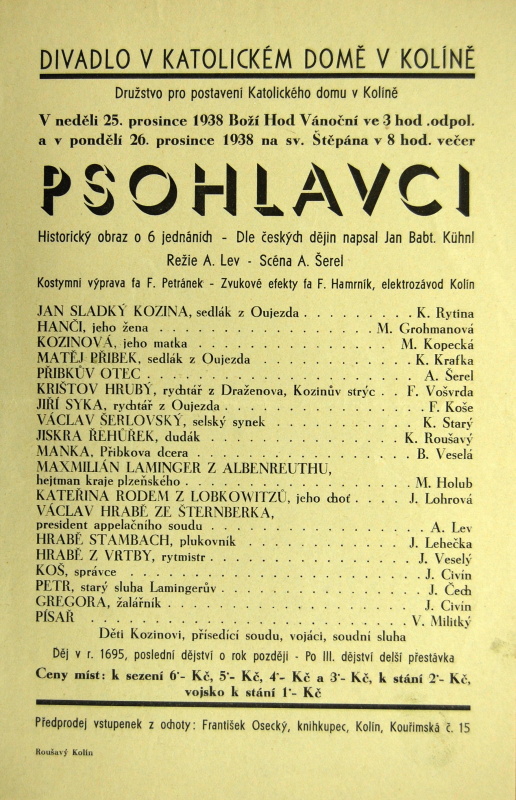 DIVADLO V KATOLICKÉM DOMĚ V KOLÍNĚ
Družstvo pro postavení Katolického domu v Kolíně
V neděli 25. prosince 1938 Boží Hod Vánoční ve 3 hod .odpol.
a v pondělí 26. prosince 1938 na sv. Štěpána v 8 hod. večer
PSOHLAVCI
Historický obraz o 6 jednáních - Dle českých dějin napsal Jan Babt. Kühnl
Režie A. Lev - Scéna A. Šerel
Kostymní výprava fa F. Petránek - Zvukové efekty fa F. Hamrník, elektrozávod Kolín
JAN SLADKÝ KOZINA, sedlák z Oujezda . . . . . . . . . K. Rytina
HANČI, jeho žena . . . . . . . . . . . . . . . . . M. Grohmanová
KOZINOVÁ, jeho matka . . . . . . . . . . . . . . . M. Kopecká
MATĚJ PŘIBEK, sedlák z Oujezda . . . . . . . . . . . K. Krafka
PŘIBKŮV OTEC . . . . . . . . . . . . . . . . . . . A. Šerel
KRIŠTOV HRUBÝ, rychtář z Draženova, Kozinův strýc . . F. Vošvrda
JIŘÍ SYKA, rychtář z Oujezda . . . . . . . . . . . . . F. Koše
VÁCLAV ŠERLOVSKÝ, selský synek . . . . . . . . . . K. Starý
JISKRA ŘEHŮŘEK, dudák . . . . . . . . . . . . . . K. Roušavý
MANKA, Přibkova dcera . . . . . . . . . . . . . . . B. Veselá
MAXMILIÁN LAMINGER Z ALBENREUTHU,
hejtman kraje plzeňského . . . . . . . . . . . . . . . M. Holub
KATEŘINA RODEM Z LOBKOWITZŮ, jeho choť . . . . J. Lohrová
VÁCLAV HRABĚ ZE ŠTERNBERKA,
president appelačního soudu . . . . . . . . . . . . . . A. Lev
HRABĚ STAMBACH, plukovník . . . . . . . . . . . . J. Lehečka
HRABĚ Z VRTBY, rytmistr . . . . . . . . . . . . . . J. Veselý
KOŠ, správce . . . . . . . . . . . . . . . . . . . J. Civín
PETR, starý sluha Lamingerův . . . . . . . . . . . . . J. Čech
GREGORA, žalářník . . . . . . . . . . . . . . . . . J. Civín
PÍSAŘ . . . . . . . . . . . . . . . . . . . . . V. Militký
Děti Kozinovi, přísedící soudu, vojáci, soudní sluha
Děj v r. 1695, poslední dějství o rok později - Po III. dějství delší přestávka
Ceny míst: k sezení 6·- Kč, 5·- Kč, 4·- Kč a 3·- Kč, k stání 2·- Kč,
vojsko k stání 1·- Kč
Předprodej vstupenek z ochoty: František Osecký, knihkupec, Kolín, Kouřimská č. 15
Roušavý Kolín